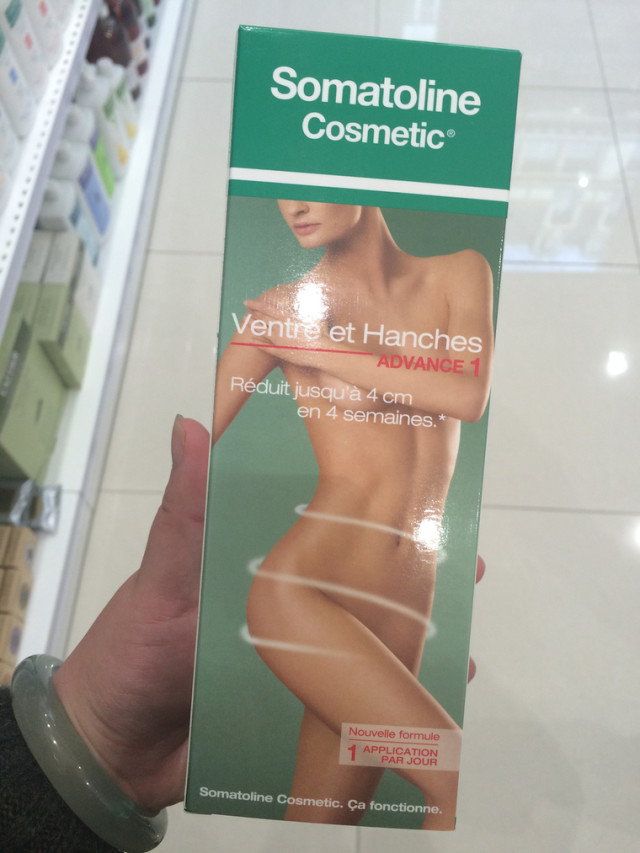 Somatoline
Cosmetic®
Ventre et Hanches
ADVANCE 1
Réduit jusqu'à 4 cm
en 4 semaines.*
Nouvelle formule
1 APPLICATION
PAR JOUR
Somatoline Cosmetic. Ça fonctionne.